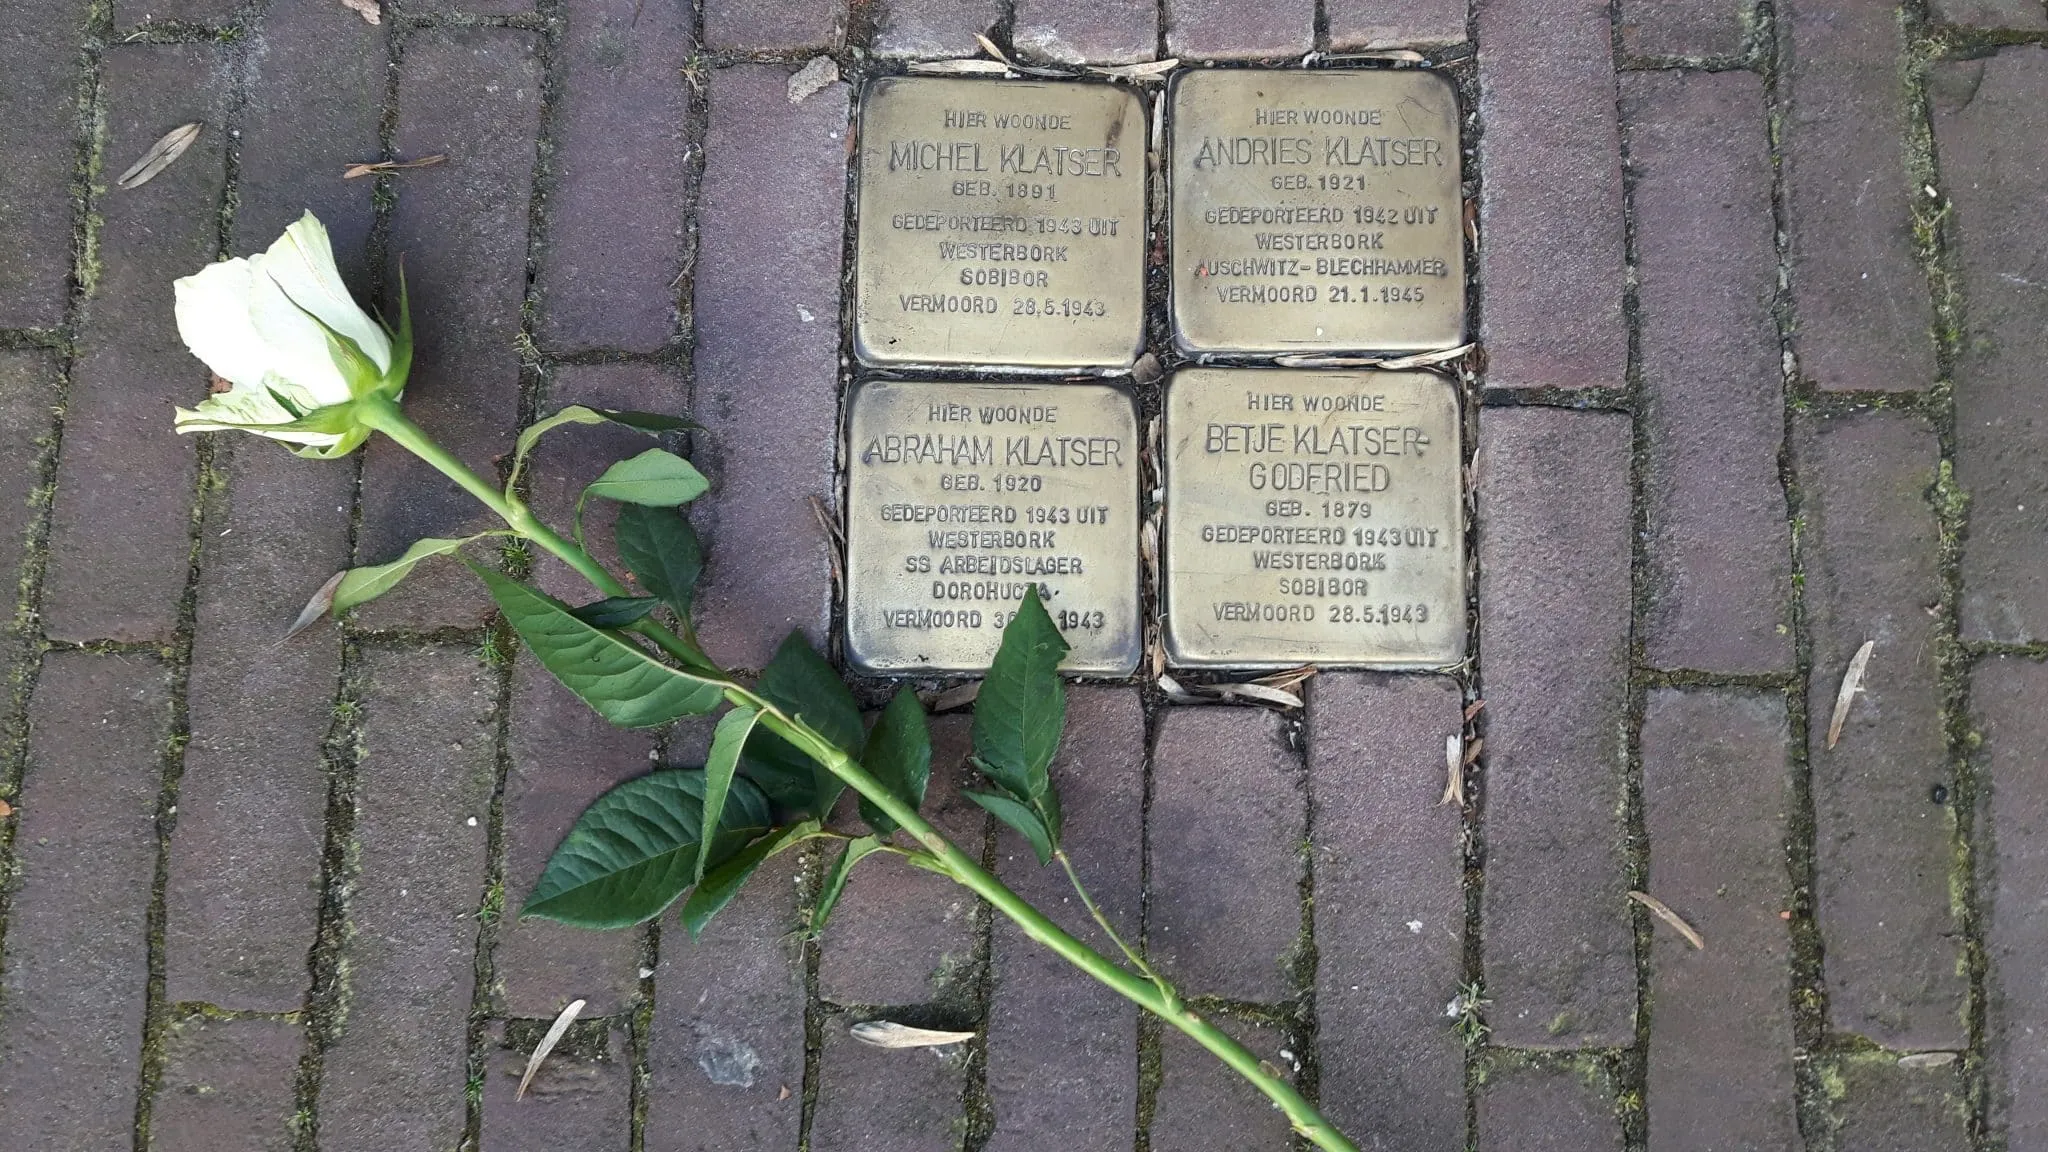 HIER WOONDE
MICHEL KLATSER
GEB. 1891
GEDEPORTEERD 1943 UIT
WESTERBORK
SOBIBOR
VERMOORD 28.5.1943
HIER WOONDE
ANDRIES KLATSER
GEB. 1921
GEDEPORTEERD 1942 UIT
WESTERBORK
AUSCHWITZ-BLECHHAMMER
VERMOORD 21.1.1945
HIER WOONDE
ABRAHAM KLATSER
GEB. 1920
GEDEPORTEERD 1943 UIT
WESTERBORK
SS ARBEIDSLAGER
DOROHUCZA
VERMOORD 1943
HIER WOONDE
BETJE KLATSER-
GODFRIED
GEB. 1879
GEDEPORTEERD 1943 UIT
WESTERBORK
SOBIBOR
VERMOORD 28.5.1943